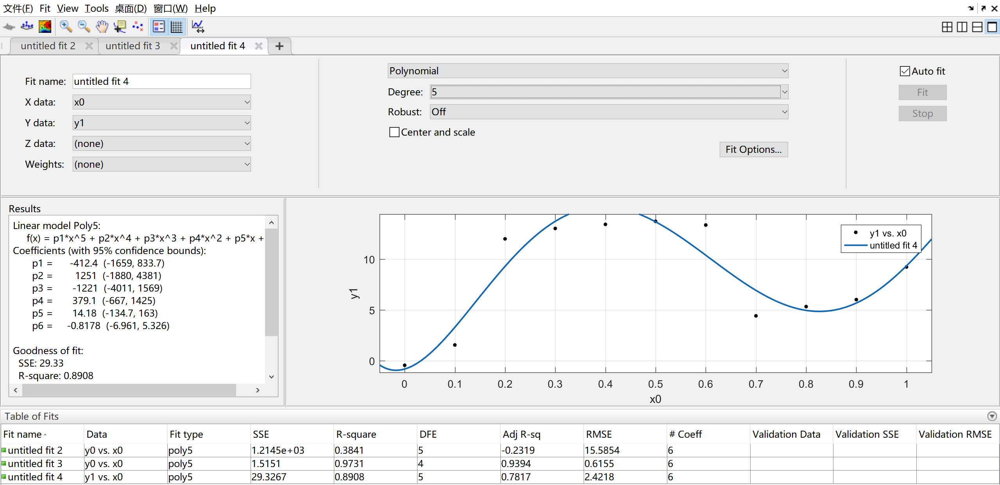 文件(F) Fit View Tools 桌面(D) 窗口(W) Help
untitled fit 2 untitled fit 3 untitled fit 4
Fit name: untitled fit 4
X data: x0
Y data: y1
Z data: (none)
Weights: (none)
Polynomial
Degree: 5
Robust: Off
Center and scale
Fit Options...
Auto fit
Fit
Stop
Results
Linear model Poly5:
f(x) = p1*x^5 + p2*x^4 + p3*x^3 + p4*x^2 + p5*x +
Coefficients (with 95% confidence bounds):
p1 = -412.4 (-1659, 833.7)
p2 = 1251 (-1880, 4381)
p3 = -1221 (-4011, 1569)
p4 = 379.1 (-667, 1425)
p5 = 14.18 (-134.7, 163)
p6 = -0.8178 (-6.961, 5.326)
Goodness of fit:
SSE: 29.33
R-square: 0.8908
y1 vs. x0
untitled fit 4
10
5
0
y1
0 0.1 0.2 0.3 0.4 0.5 0.6 0.7 0.8 0.9 1
x0
Table of Fits
Fit name Data Fit type SSE R-square DFE Adj R-sq RMSE # Coeff Validation Data Validation SSE Validation RMSE
untitled fit 2 y0 vs. x0 poly5 1.2145e+03 0.3841 5 -0.2319 15.5854 6
untitled fit 3 y0 vs. x0 poly5 1.5151 0.9731 4 0.9394 0.6155 6
untitled fit 4 y1 vs. x0 poly5 29.3267 0.8908 5 0.7817 2.4218 6